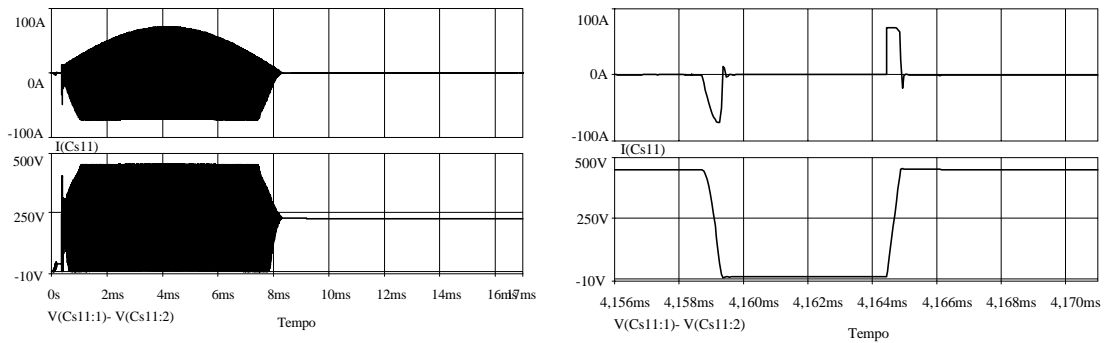 100A
0A
-100A
I(Cs11)
500V
250V
-10V
0s 2ms 4ms 6ms 8ms 10ms 12ms 14ms 16ms 17ms
V(Cs11:1)- V(Cs11:2)
Tempo
100A
0A
-100A
I(Cs11)
500V
250V
-10V
4,156ms 4,158ms 4,160ms 4,162ms 4,164ms 4,166ms 4,168ms 4,170ms
V(Cs11:1)- V(Cs11:2)
Tempo